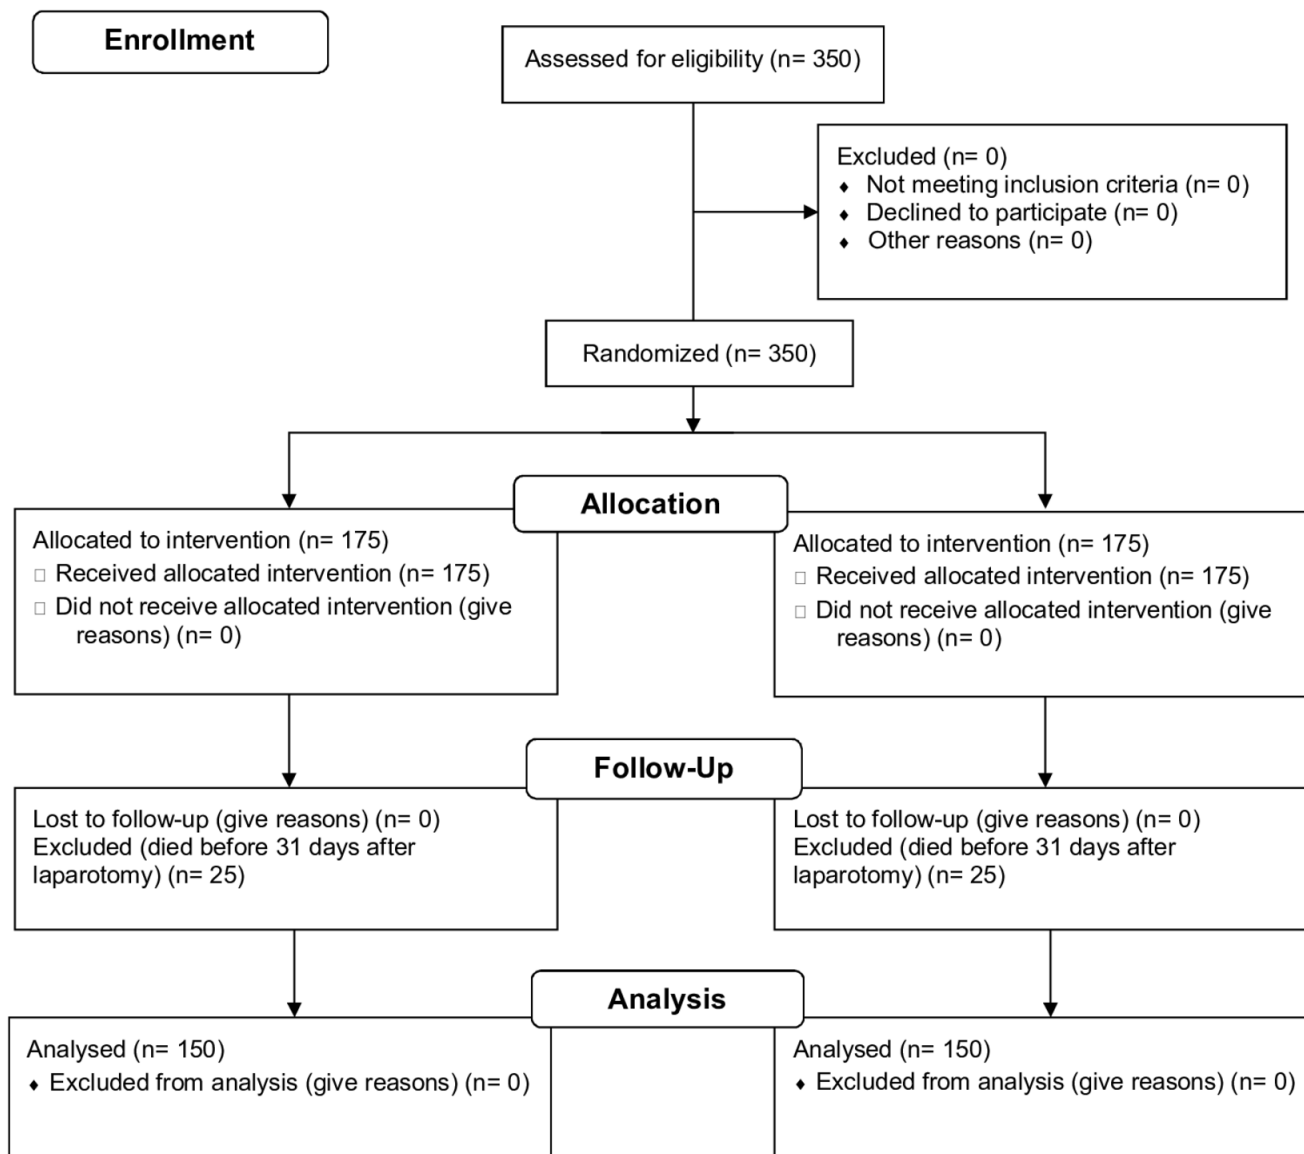 Enrollment
Assessed for eligibility (n= 350)
Excluded (n= 0)
♦ Not meeting inclusion criteria (n= 0)
♦ Declined to participate (n= 0)
♦ Other reasons (n= 0)
Randomized (n= 350)
Allocation
Allocated to intervention (n= 175)
□ Received allocated intervention (n= 175)
□ Did not receive allocated intervention (give
reasons) (n= 0)
Allocated to intervention (n= 175)
□ Received allocated intervention (n= 175)
□ Did not receive allocated intervention (give
reasons) (n= 0)
Follow-Up
Lost to follow-up (give reasons) (n= 0)
Excluded (died before 31 days after
laparotomy) (n= 25)
Lost to follow-up (give reasons) (n= 0)
Excluded (died before 31 days after
laparotomy) (n= 25)
Analysis
Analysed (n= 150)
♦ Excluded from analysis (give reasons) (n= 0)
Analysed (n= 150)
♦ Excluded from analysis (give reasons) (n= 0)